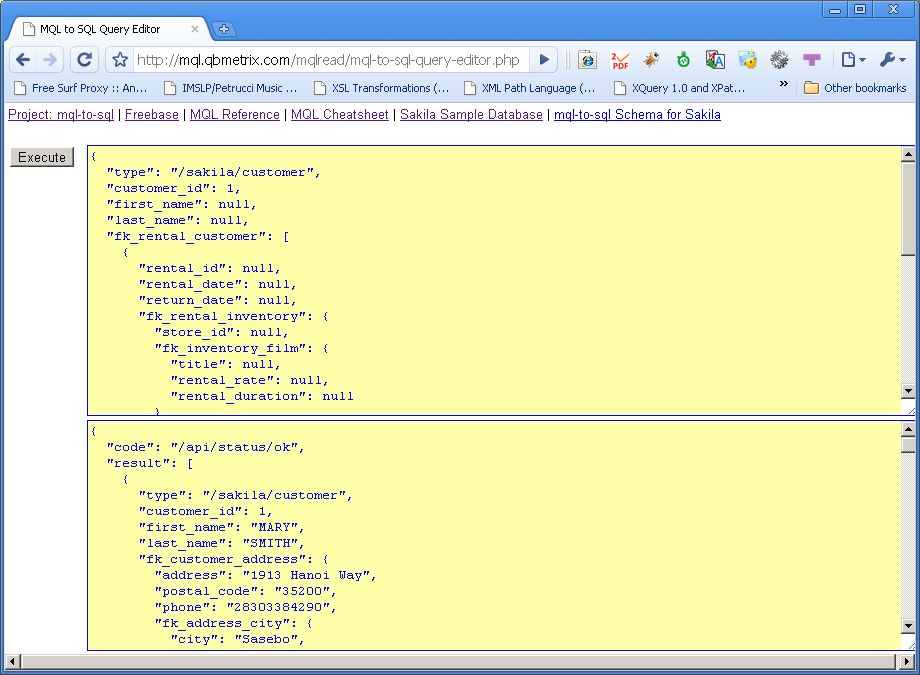 MQL to SQL Query Editor
http://mql.qbmetrix.com/mqlread/mql-to-sql-query-editor.php
2
PDF
A
Free Surf Proxy :: An...
IMSLP/Petrucci Music ...
XSL Transformations (...
XML Path Language (...
XQuery 1.0 and XPat...
»
Other bookmarks
Project: mql-to-sql | Freebase | MQL Reference | MQL Cheatsheet | Sakila Sample Database | mql-to-sql Schema for Sakila
Execute
{
"type": "/sakila/customer",
"customer_id": 1,
"first_name": null,
"last_name": null,
"fk_rental_customer": [
{
"rental_id": null,
"rental_date": null,
"return_date": null,
"fk_rental_inventory": {
"store_id": null,
"fk_inventory_film": {
"title": null,
"rental_rate": null,
"rental_duration": null
}
{
"code": "/api/status/ok",
"result": [
{
"type": "/sakila/customer",
"customer_id": 1,
"first_name": "MARY",
"last_name": "SMITH",
"fk_customer_address": {
"address": "1913 Hanoi Way",
"postal_code": "35200",
"phone": "28303384290",
"fk_address_city": {
"city": "Sasebo",